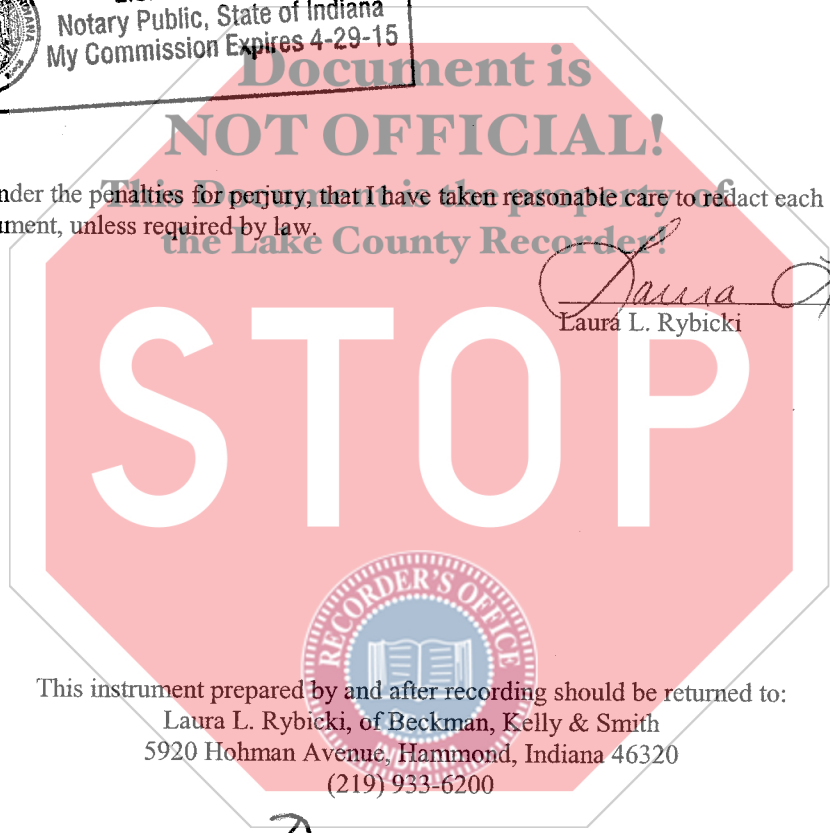 Notary Public, State of Indiana
My Commission Expires 4-29-15
Document is
NOT OFFICIAL!
This Document is the property of
the Lake County Recorder!
nder the penalties for perjury, that I have taken reasonable care to redact each
ument, unless required by law.
Laura
Laura L. Rybicki
STOP
RECORDER'S OFFICE
INDIANA
This instrument prepared by and after recording should be returned to:
Laura L. Rybicki, of Beckman, Kelly & Smith
5920 Hohman Avenue, Hammond, Indiana 46320
(219) 933-6200